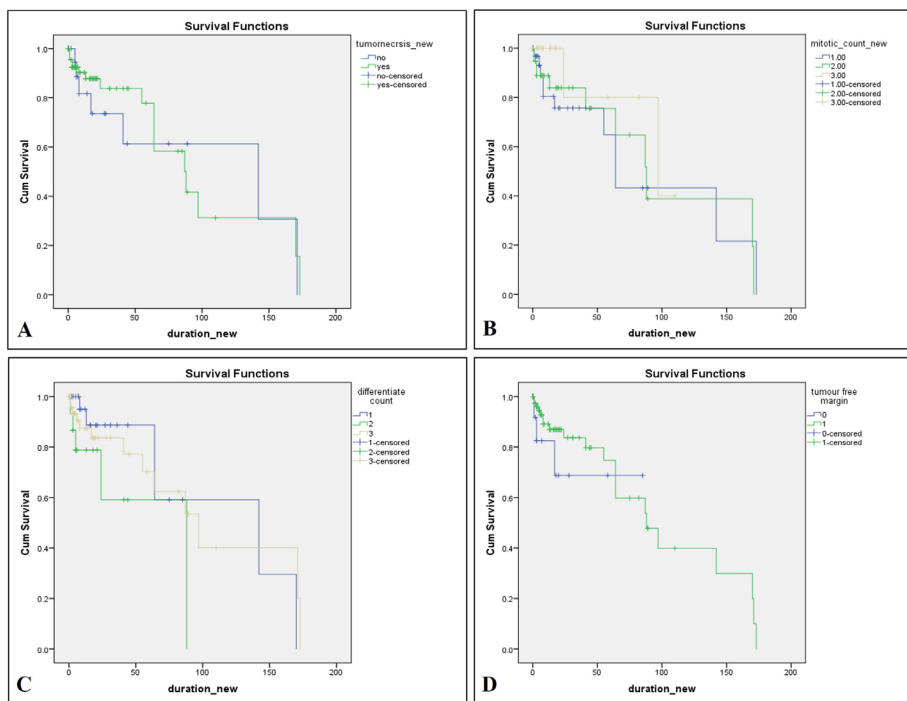 Survival Functions
tumornecrsis_new
no
yes
no-censored
yes-censored
Cum Survival
1.0
0.8
0.6
0.4
0.2
0.0
0 50 100 150 200
duration_new
A
Survival Functions
mitotic_count_new
1.00
2.00
3.00
1.00-censored
2.00-censored
3.00-censored
Cum Survival
1.0
0.8
0.6
0.4
0.2
0.0
0 50 100 150 200
duration_new
B
Survival Functions
differentiate
count
1
2
3
1-censored
2-censored
3-censored
Cum Survival
1.0
0.8
0.6
0.4
0.2
0.0
0 50 100 150 200
duration_new
C
Survival Functions
tumour free
margin
0
1
0-censored
1-censored
Cum Survival
1.0
0.8
0.6
0.4
0.2
0.0
0 50 100 150 200
duration_new
D